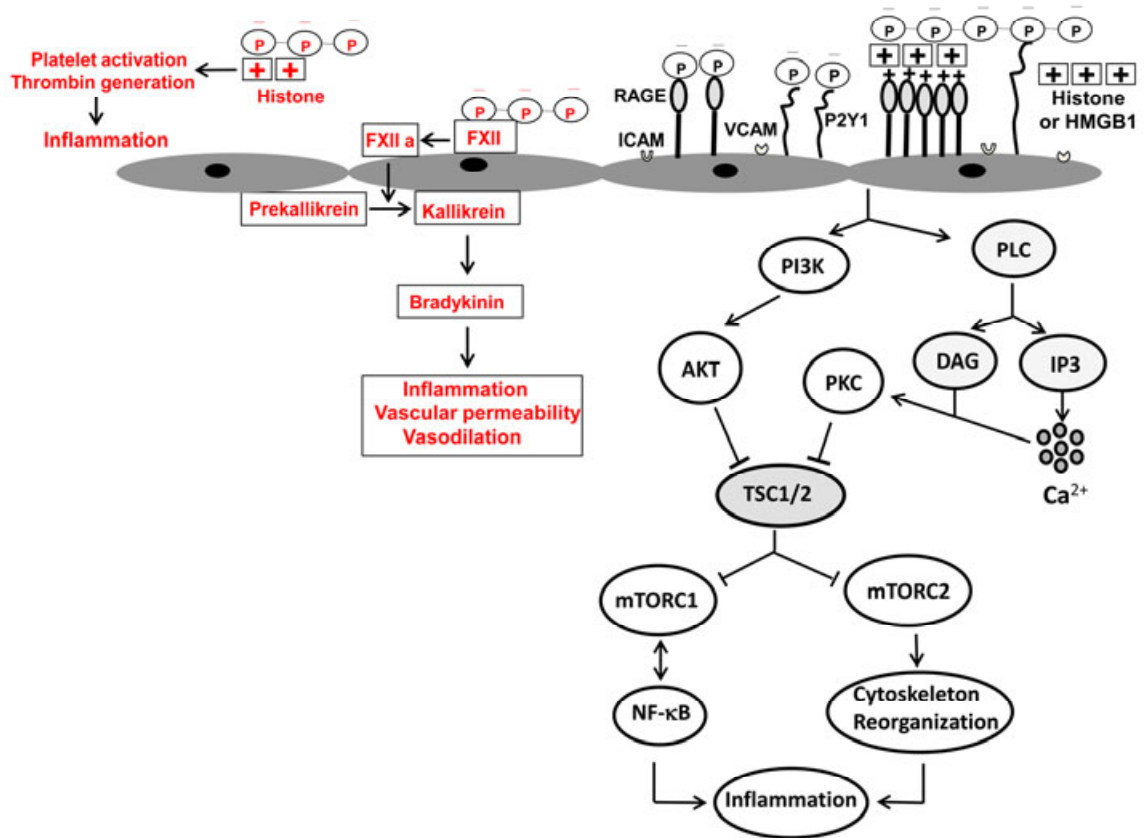 P P P
Platelet activation
Thrombin generation
+ +
Histone
Inflammation
P P P
FXII a
FXII
Prekallikrein
Kallikrein
Bradykinin
Inflammation
Vascular permeability
Vasodilation
P P
RAGE
ICAM
VCAM
P P
P2Y1
P P P P P
+ + +
+ + + + +
+ + +
Histone
or HMGB1
PI3K
PLC
AKT
PKC
DAG
IP3
Ca2+
TSC1/2
mTORC1
mTORC2
NF-κB
Cytoskeleton
Reorganization
Inflammation